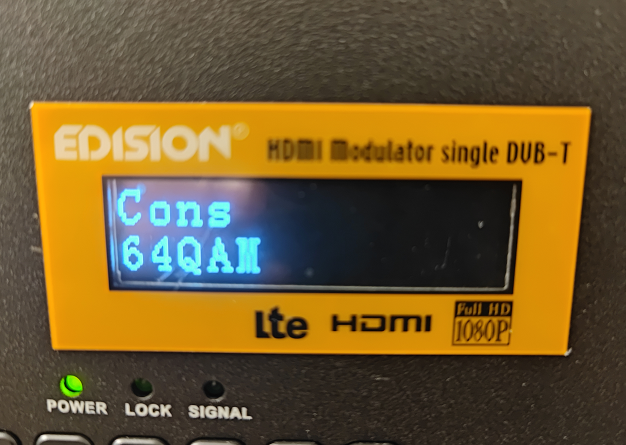 EDISION®
HDMI Modulator single DVB-T
Cons
64QAM
lte HDMI Full HD
1080P
POWER LOCK SIGNAL